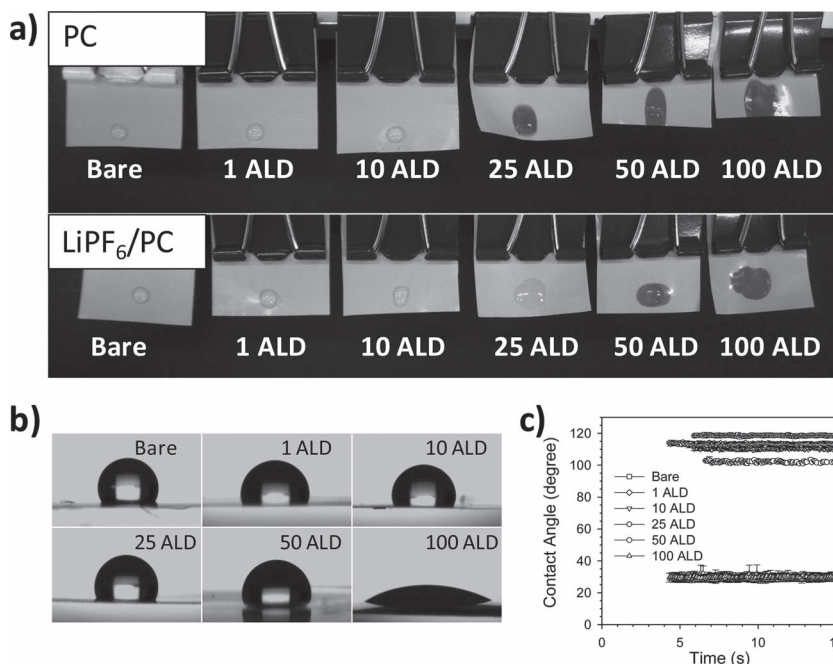 a)
PC
Bare 1 ALD 10 ALD 25 ALD 50 ALD 100 ALD
LiPF₆/PC
Bare 1 ALD 10 ALD 25 ALD 50 ALD 100 ALD
b)
Bare 1 ALD 10 ALD
25 ALD 50 ALD 100 ALD
c)
120
100
80
60
40
20
0
Contact Angle (degree)
Bare
1 ALD
10 ALD
25 ALD
50 ALD
100 ALD
0 5 10 1
Time (s)